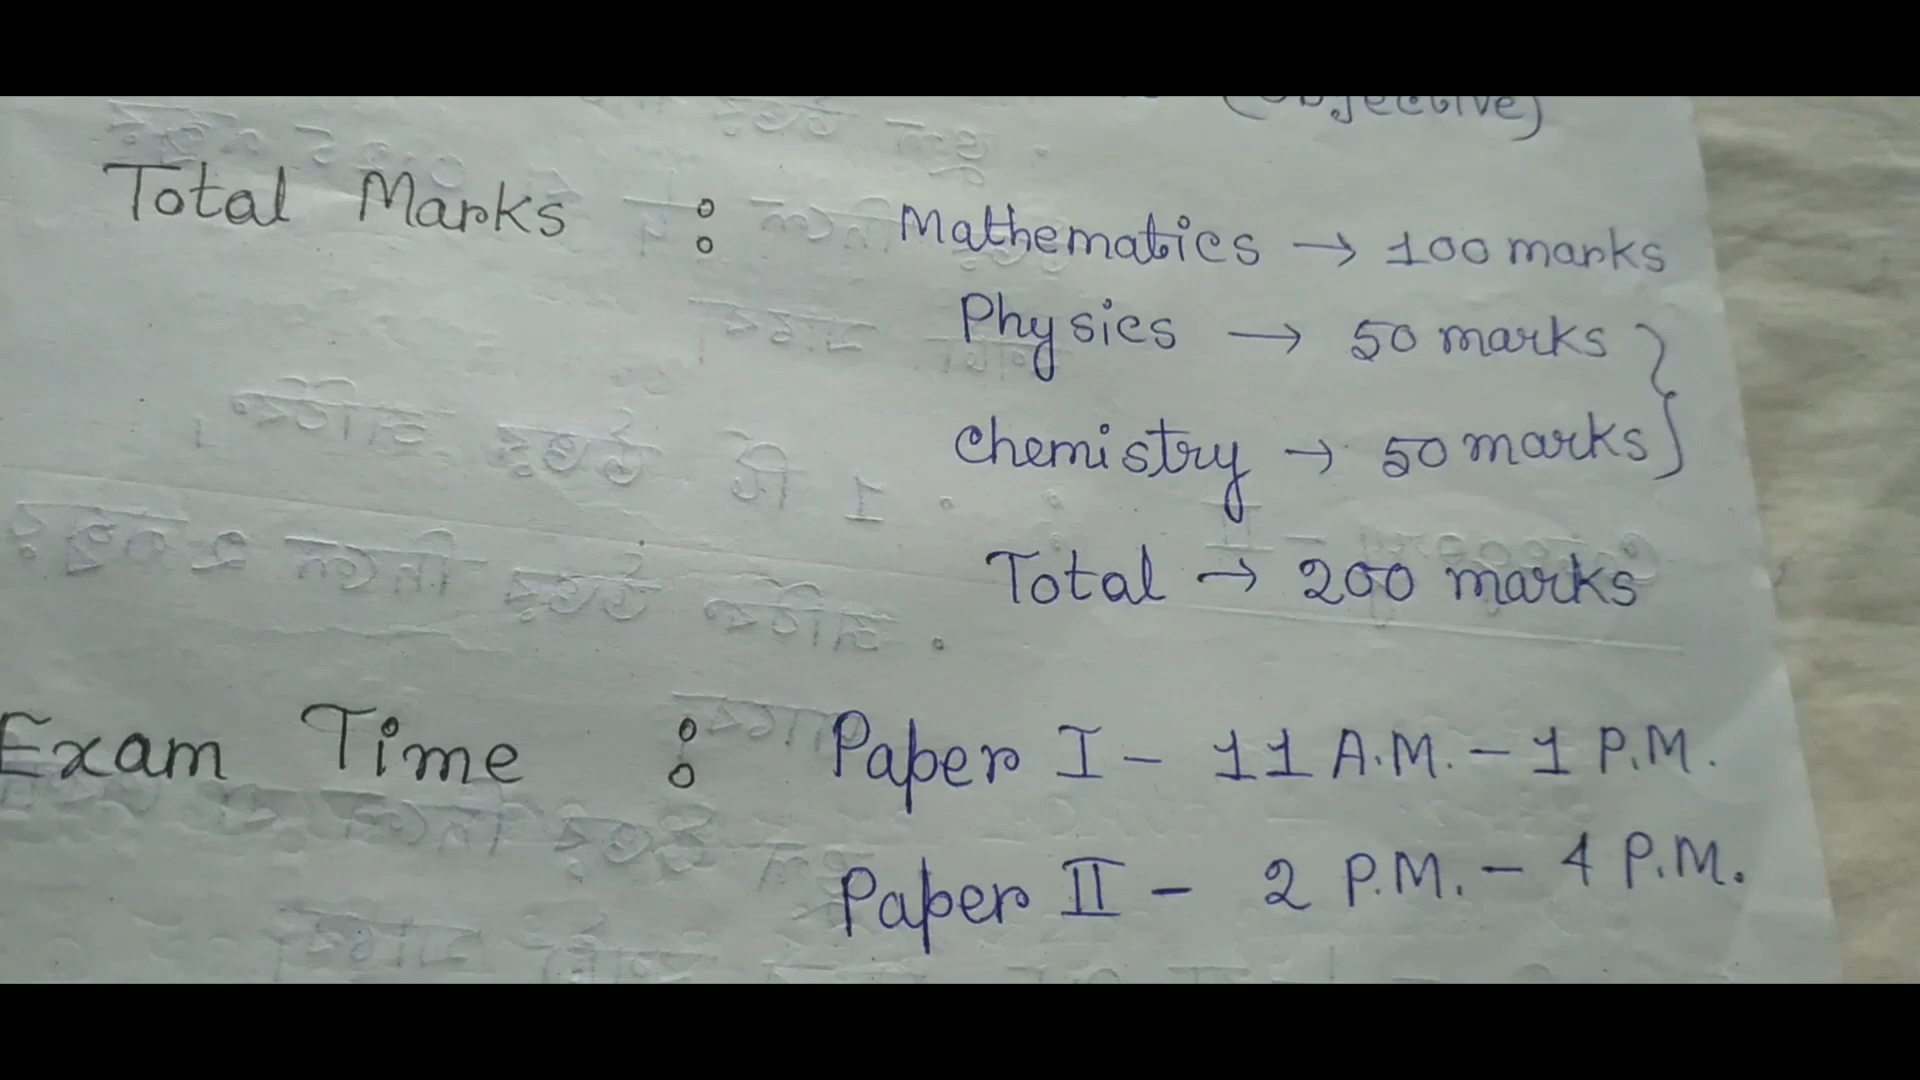 (Objective)
Total Marks : Mathematics → 100 marks
Physics → 50 marks }
Chemistry → 50 marks
Total → 200 marks
Exam Time : Paper I - 11 A.M. - 1 P.M.
Paper II - 2 P.M. - 4 P.M.